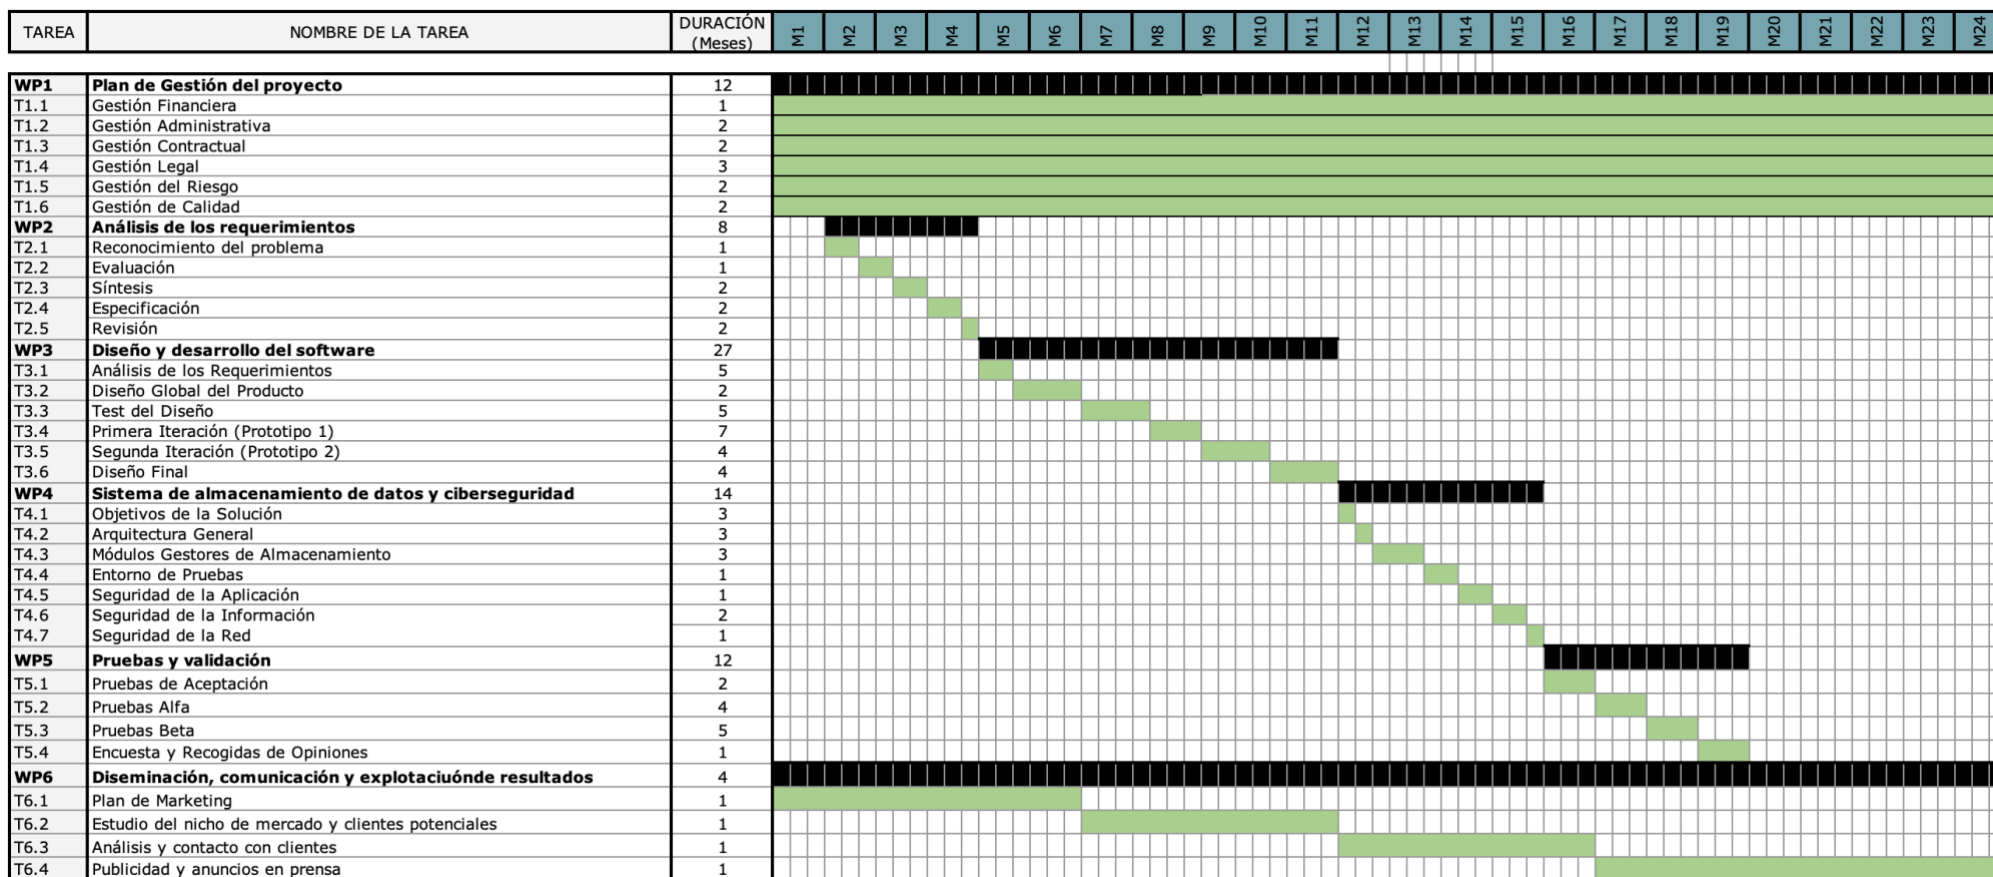 TAREA NOMBRE DE LA TAREA DURACIÓN (Meses) M1 M2 M3 M4 M5 M6 M7 M8 M9 M10 M11 M12 M13 M14 M15 M16 M17 M18 M19 M20 M21 M22 M23 M24
WP1 Plan de Gestión del proyecto 12
T1.1 Gestión Financiera 1
T1.2 Gestión Administrativa 2
T1.3 Gestión Contractual 2
T1.4 Gestión Legal 3
T1.5 Gestión del Riesgo 2
T1.6 Gestión de Calidad 2
WP2 Análisis de los requerimientos 8
T2.1 Reconocimiento del problema 1
T2.2 Evaluación 1
T2.3 Síntesis 2
T2.4 Especificación 2
T2.5 Revisión 2
WP3 Diseño y desarrollo del software 27
T3.1 Análisis de los Requerimientos 5
T3.2 Diseño Global del Producto 2
T3.3 Test del Diseño 5
T3.4 Primera Iteración (Prototipo 1) 7
T3.5 Segunda Iteración (Prototipo 2) 4
T3.6 Diseño Final 4
WP4 Sistema de almacenamiento de datos y ciberseguridad 14
T4.1 Objetivos de la Solución 3
T4.2 Arquitectura General 3
T4.3 Módulos Gestores de Almacenamiento 3
T4.4 Entorno de Pruebas 1
T4.5 Seguridad de la Aplicación 1
T4.6 Seguridad de la Información 2
T4.7 Seguridad de la Red 1
WP5 Pruebas y validación 12
T5.1 Pruebas de Aceptación 2
T5.2 Pruebas Alfa 4
T5.3 Pruebas Beta 5
T5.4 Encuesta y Recogidas de Opiniones 1
WP6 Diseminación, comunicación y explotaciuónde resultados 4
T6.1 Plan de Marketing 1
T6.2 Estudio del nicho de mercado y clientes potenciales 1
T6.3 Análisis y contacto con clientes 1
T6.4 Publicidad y anuncios en prensa 1